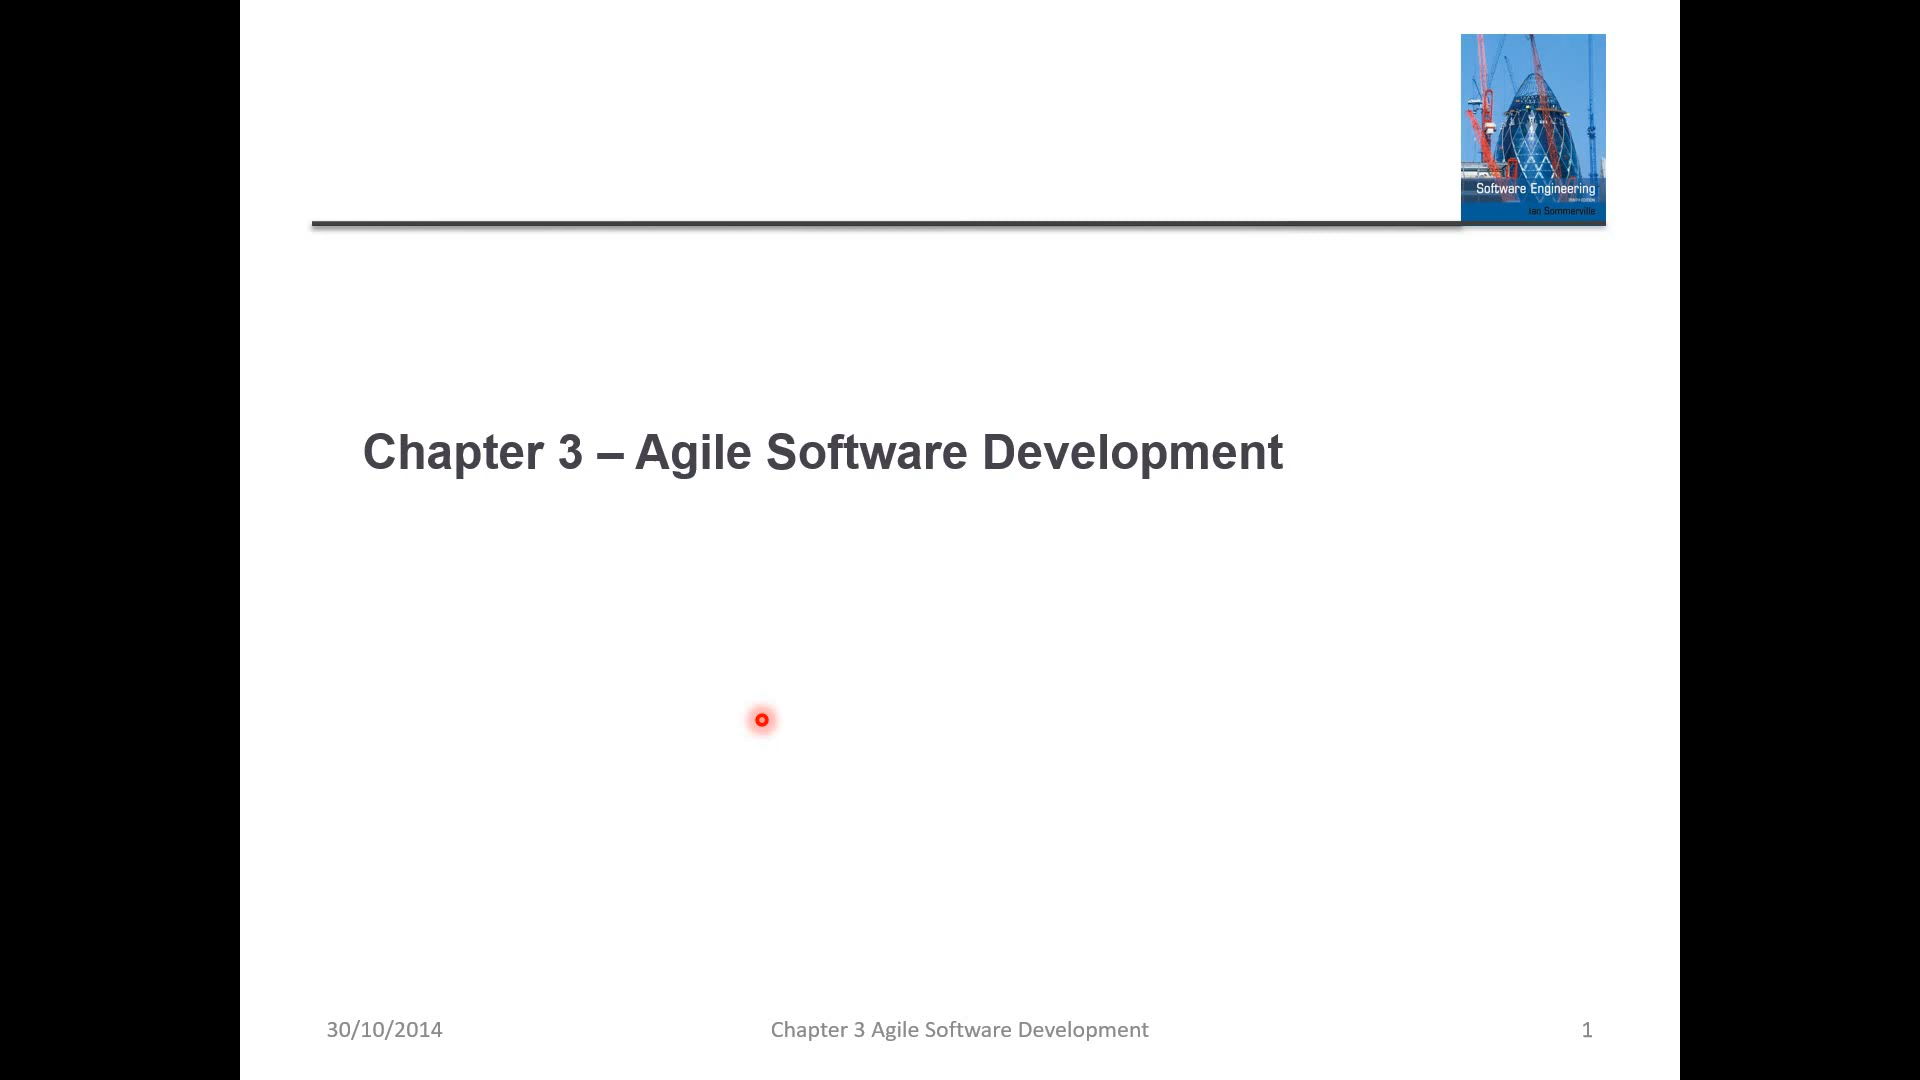 Software Engineering
Ian Sommerville
Chapter 3 – Agile Software Development
30/10/2014
Chapter 3 Agile Software Development
1